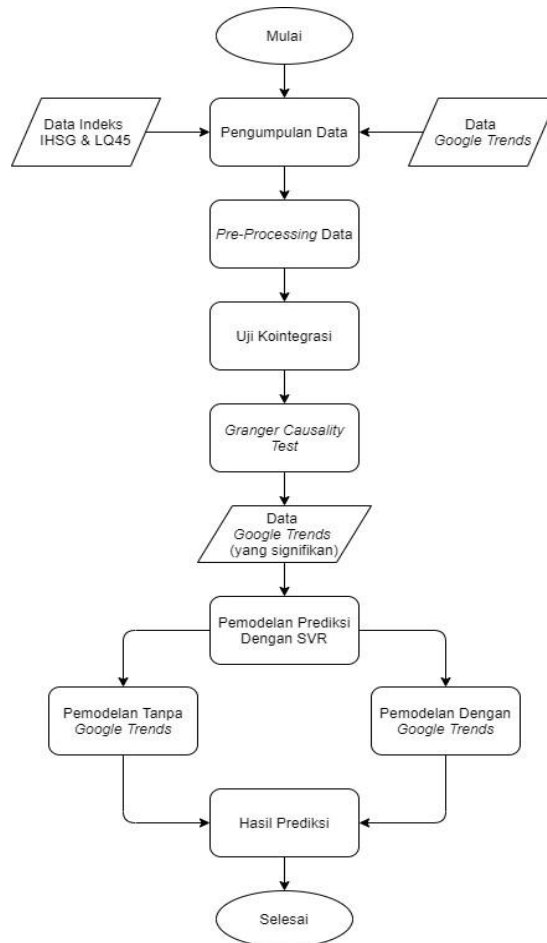 Mulai
Data Indeks
IHSG & LQ45
Pengumpulan Data
Data
Google Trends
Pre-Processing Data
Uji Kointegrasi
Granger Causality
Test
Data
Google Trends
(yang signifikan)
Pemodelan Prediksi
Dengan SVR
Pemodelan Tanpa
Google Trends
Pemodelan Dengan
Google Trends
Hasil Prediksi
Selesai